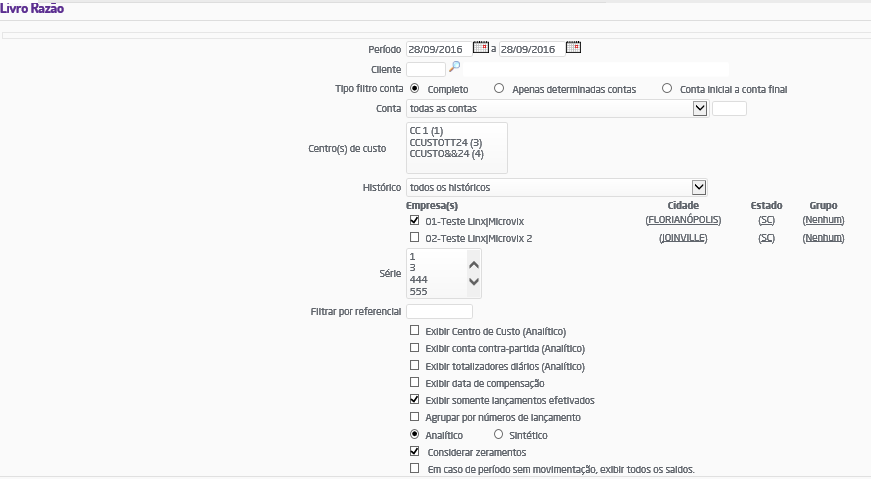 Livro Razão
Período 28/09/2016 a 28/09/2016
Cliente
Tipo filtro conta Completo Apenas determinadas contas Conta inicial a conta final
Conta todas as contas
Centro(s) de custo
CC 1 (1)
CCUSTOTT24 (3)
CCUSTO&&24 (4)
Histórico todos os históricos
Empresa(s) Cidade Estado Grupo
01-Teste Linx|Microvix (FLORIANÓPOLIS) (SC) (Nenhum)
02-Teste Linx|Microvix 2 (JOINVILLE) (SC) (Nenhum)
Série
1
3
444
555
Filtrar por referencial
Exibir Centro de Custo (Analítico)
Exibir conta contra-partida (Analítico)
Exibir totalizadores diários (Analítico)
Exibir data de compensação
Exibir somente lançamentos efetivados
Agrupar por números de lançamento
Analítico Sintético
Considerar zeramentos
Em caso de período sem movimentação, exibir todos os saldos.